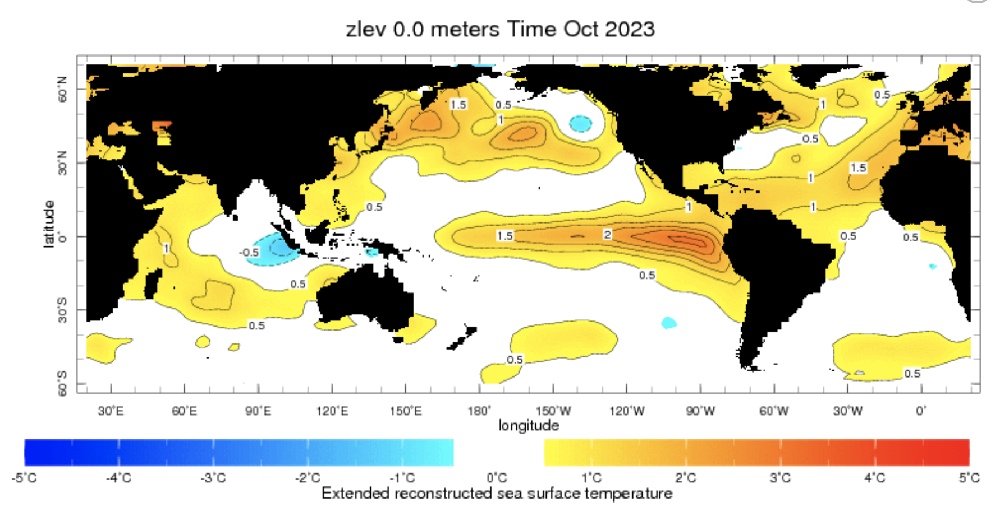 zlev 0.0 meters Time Oct 2023
60°N
30°N
0°
30°S
60°S
latitude
1.5
0.5
1
1
0.5
0.5
1.5
1
0.5
1
1
1.5
2
0.5
0.5
1
-0.5
0.5
0.5
0.5
0.5
0.5
30°E
60°E
90°E
120°E
150°E
180°
150°W
120°W
90°W
60°W
30°W
0°
longitude
-5°C
-4°C
-3°C
-2°C
-1°C
0°C
1°C
2°C
3°C
4°C
5°C
Extended reconstructed sea surface temperature